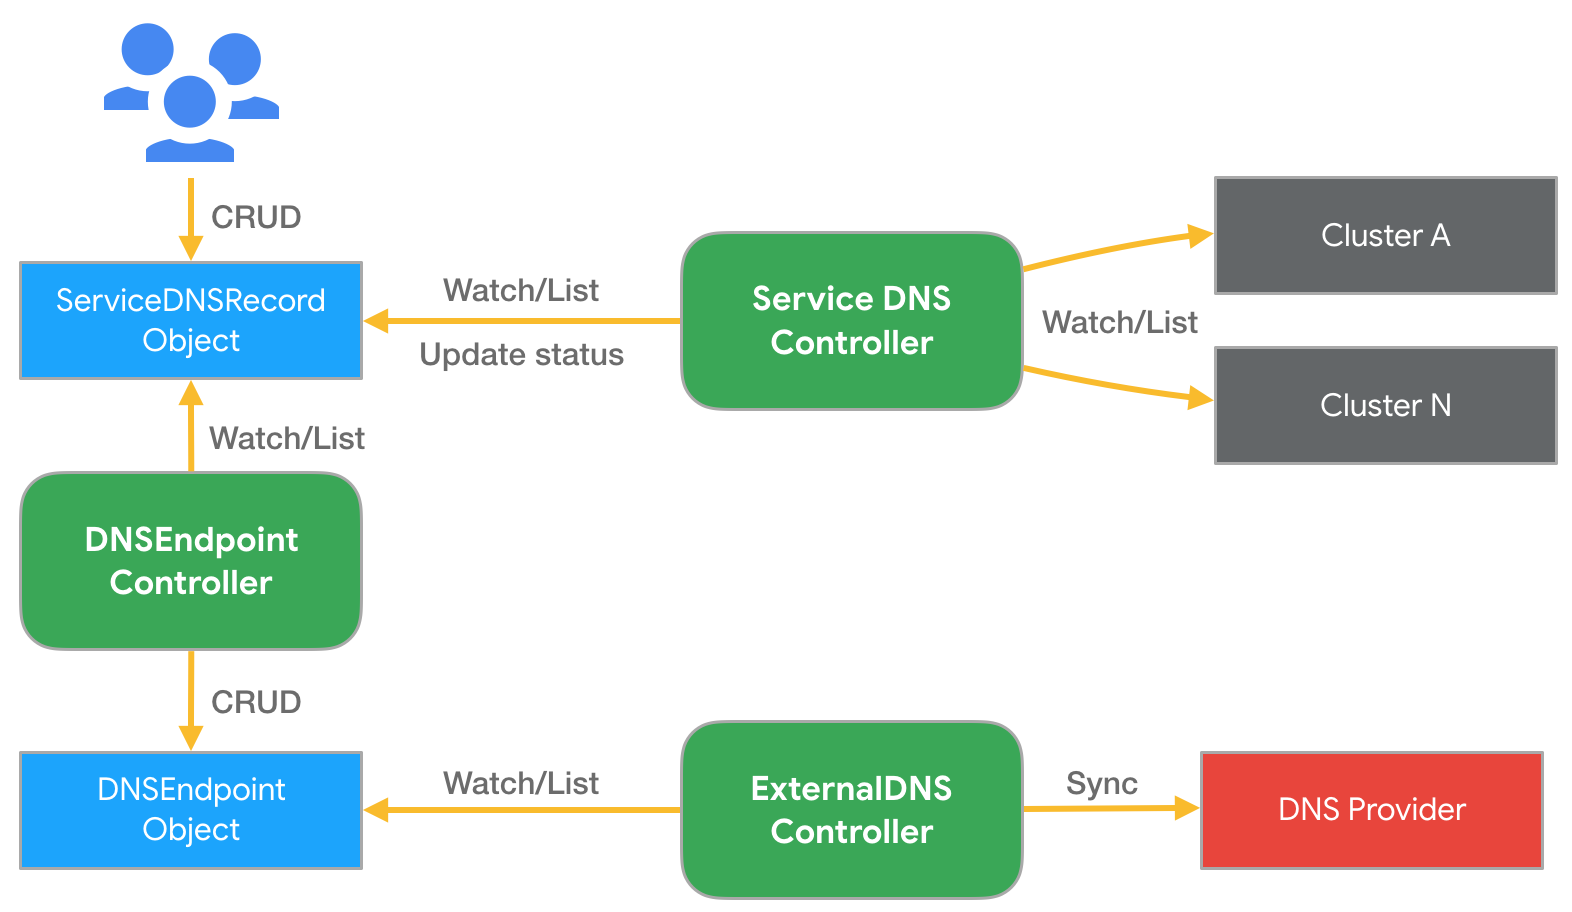 CRUD
ServiceDNSRecord
Object
Watch/List
Update status
Service DNS
Controller
Cluster A
Watch/List
Cluster N
Watch/List
DNSEndpoint
Controller
CRUD
DNSEndpoint
Object
Watch/List
ExternalDNS
Controller
Sync
DNS Provider